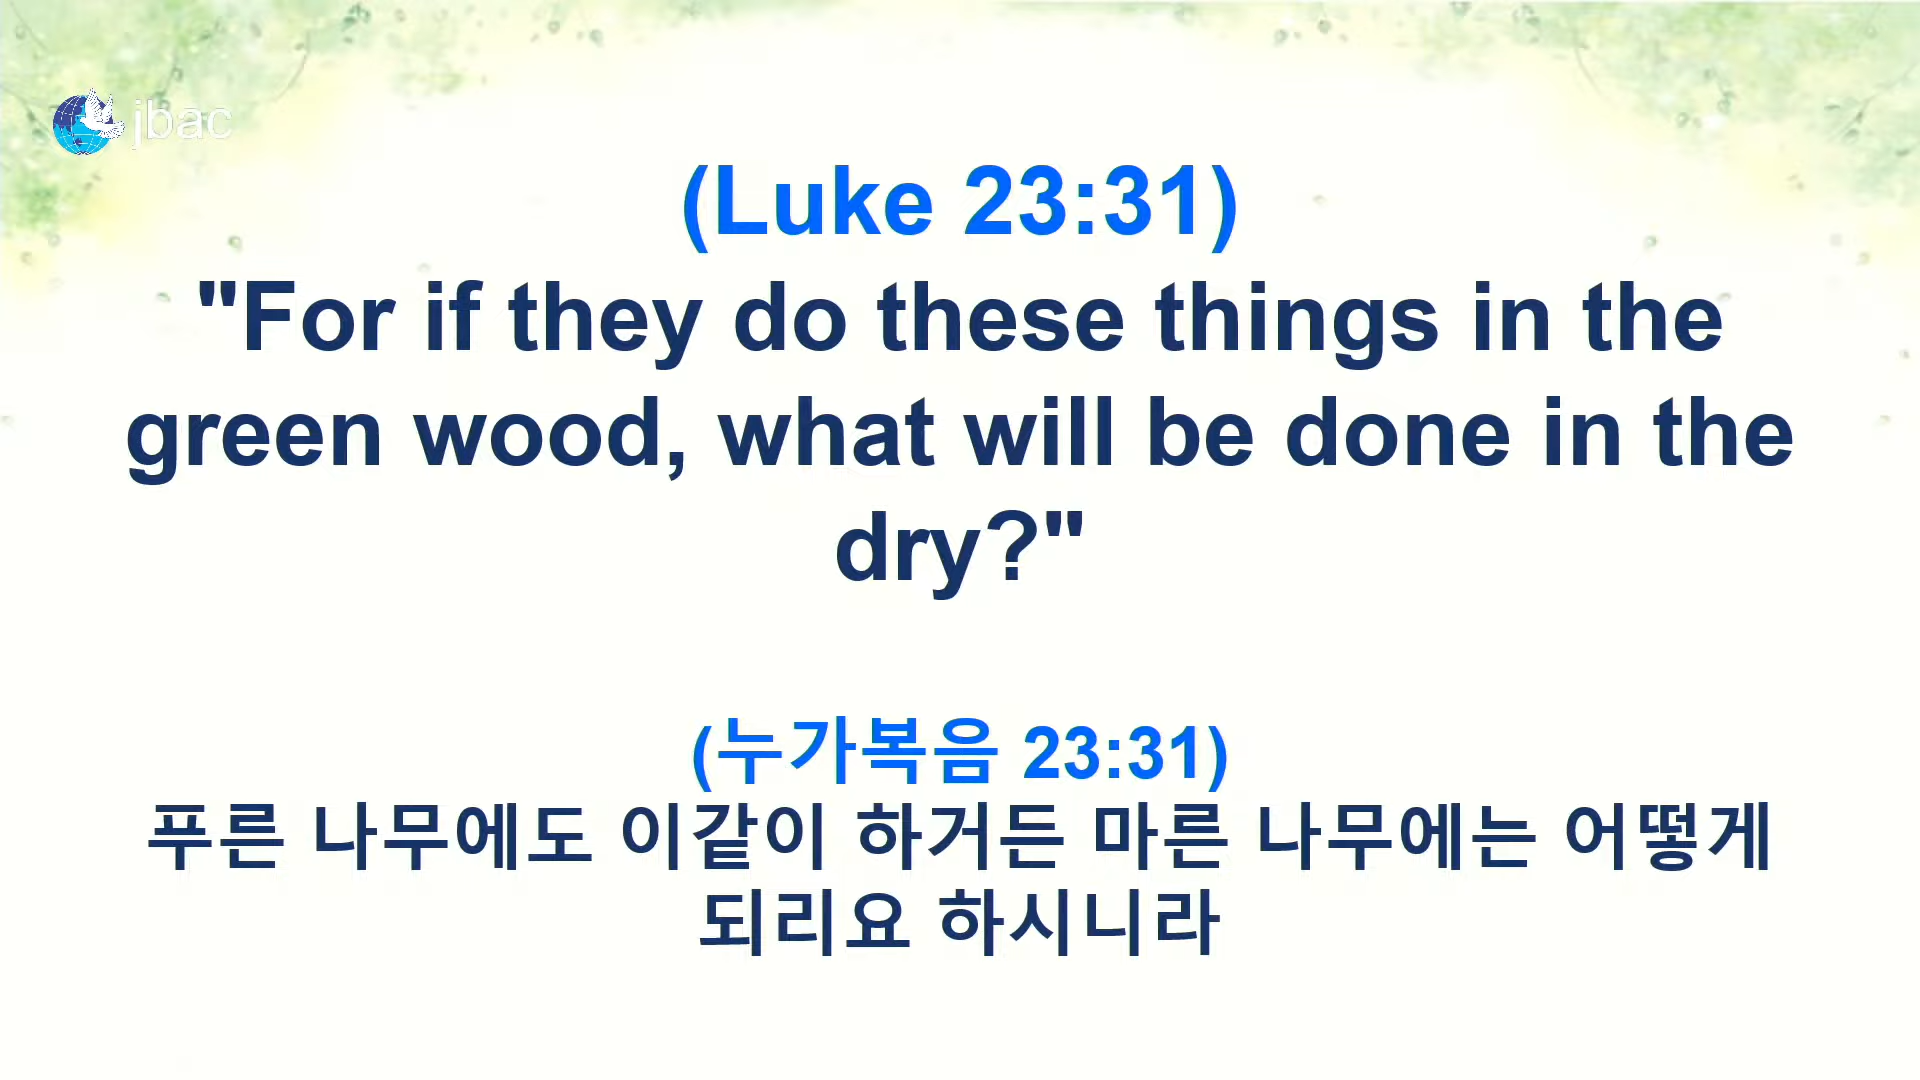 jbac
(Luke 23:31)
"For if they do these things in the
green wood, what will be done in the
dry?"
(누가복음 23:31)
푸른 나무에도 이같이 하거든 마른 나무에는 어떻게
되리요 하시니라